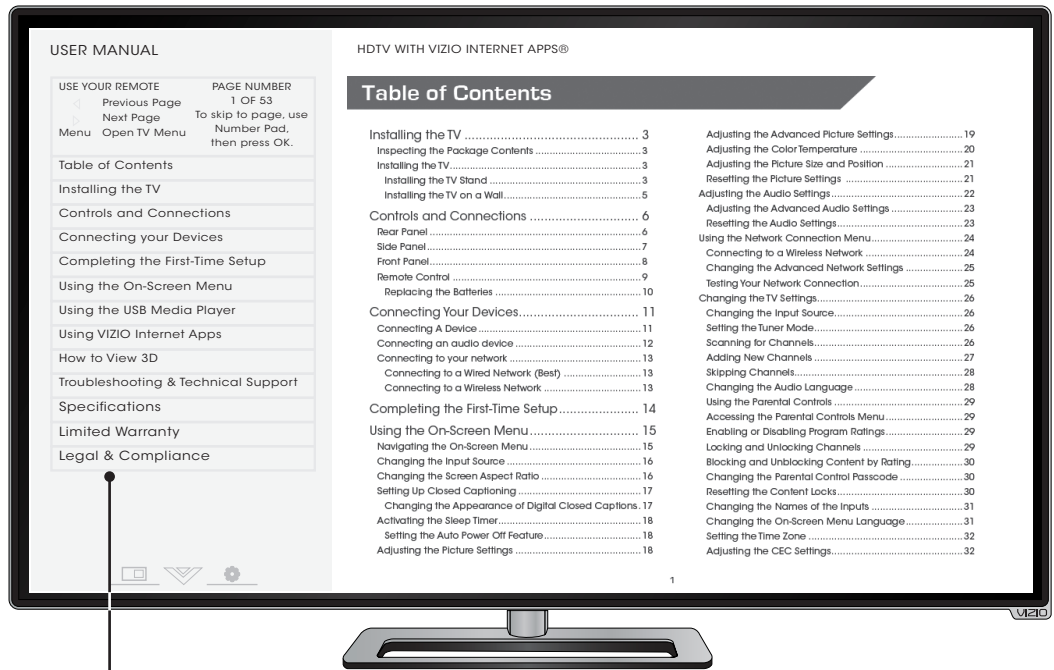 USER MANUAL
USE YOUR REMOTE
Previous Page
Next Page
Menu Open TV Menu
PAGE NUMBER
1 OF 53
To skip to page, use
Number Pad,
then press OK.
Table of Contents
Installing the TV
Controls and Connections
Connecting your Devices
Completing the First-Time Setup
Using the On-Screen Menu
Using the USB Media Player
Using VIZIO Internet Apps
How to View 3D
Troubleshooting & Technical Support
Specifications
Limited Warranty
Legal & Compliance
HDTV WITH VIZIO INTERNET APPS®
Table of Contents
Installing the TV ........ 3
Inspecting the Package Contents ........ 3
Installing the TV ........ 3
Installing the TV Stand ........ 3
Installing the TV on a Wall ........ 5
Controls and Connections ........ 6
Rear Panel ........ 6
Side Panel ........ 7
Front Panel ........ 8
Remote Control ........ 9
Replacing the Batteries ........ 10
Connecting Your Devices ........ 11
Connecting A Device ........ 11
Connecting an audio device ........ 12
Connecting to your network ........ 13
Connecting to a Wired Network (Best) ........ 13
Connecting to a Wireless Network ........ 13
Completing the First-Time Setup ........ 14
Using the On-Screen Menu ........ 15
Navigating the On-Screen Menu ........ 15
Changing the Input Source ........ 16
Changing the Screen Aspect Ratio ........ 16
Setting Up Closed Captioning ........ 17
Changing the Appearance of Digital Closed Captions . 17
Activating the Sleep Timer ........ 18
Setting the Auto Power Off Feature ........ 18
Adjusting the Picture Settings ........ 18
Adjusting the Advanced Picture Settings ........ 19
Adjusting the Color Temperature ........ 20
Adjusting the Picture Size and Position ........ 21
Resetting the Picture Settings ........ 21
Adjusting the Audio Settings ........ 22
Adjusting the Advanced Audio Settings ........ 23
Resetting the Audio Settings ........ 23
Using the Network Connection Menu ........ 24
Connecting to a Wireless Network ........ 24
Changing the Advanced Network Settings ........ 25
Testing Your Network Connection ........ 25
Changing the TV Settings ........ 26
Changing the Input Source ........ 26
Setting the Tuner Mode ........ 26
Scanning for Channels ........ 26
Adding New Channels ........ 27
Skipping Channels ........ 28
Changing the Audio Language ........ 28
Using the Parental Controls ........ 29
Accessing the Parental Controls Menu ........ 29
Enabling or Disabling Program Ratings ........ 29
Locking and Unlocking Channels ........ 29
Blocking and Unblocking Content by Rating ........ 30
Changing the Parental Control Passcode ........ 30
Resetting the Content Locks ........ 30
Changing the Names of the Inputs ........ 31
Changing the On-Screen Menu Language ........ 31
Setting the Time Zone ........ 32
Adjusting the CEC Settings ........ 32
1
VIZIO